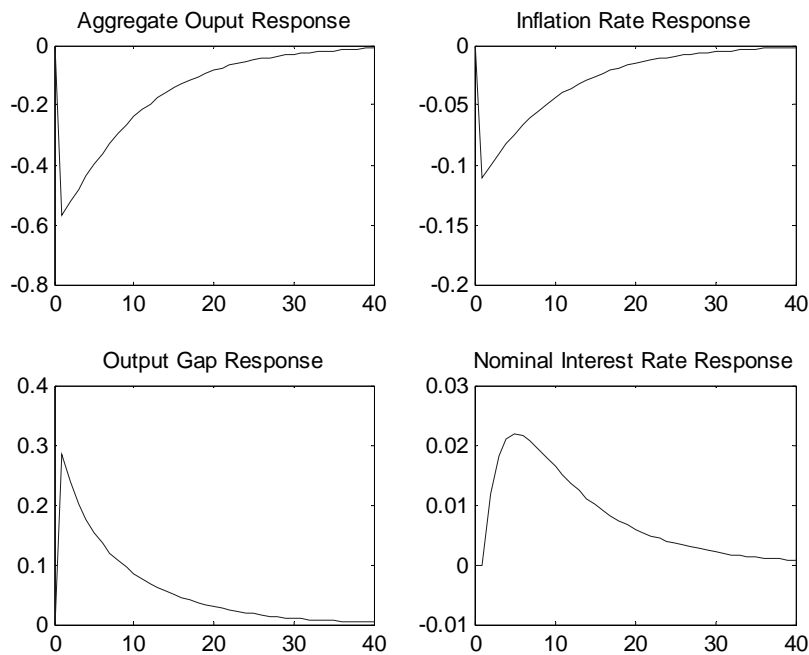 Aggregate Ouput Response
0
-0.2
-0.4
-0.6
-0.8
0 10 20 30 40
Inflation Rate Response
0
-0.05
-0.1
-0.15
-0.2
0 10 20 30 40
Output Gap Response
0.4
0.3
0.2
0.1
0
0 10 20 30 40
Nominal Interest Rate Response
0.03
0.02
0.01
0
-0.01
0 10 20 30 40